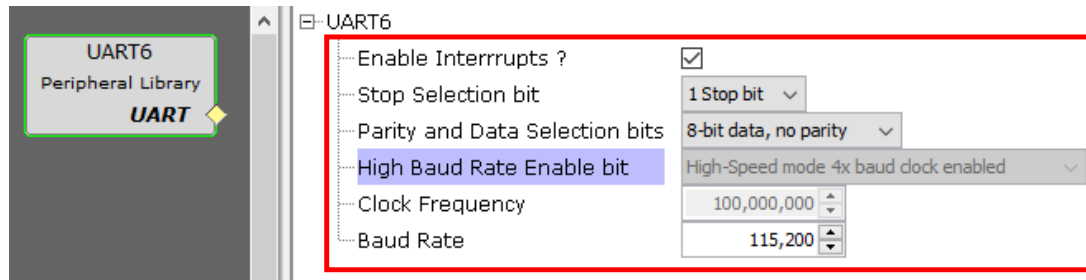 UART6
Peripheral Library
UART
UART6
Enable Interrrupts ?
Stop Selection bit 1 Stop bit
Parity and Data Selection bits 8-bit data, no parity
High Baud Rate Enable bit High-Speed mode 4x baud clock enabled
Clock Frequency 100,000,000
Baud Rate 115,200